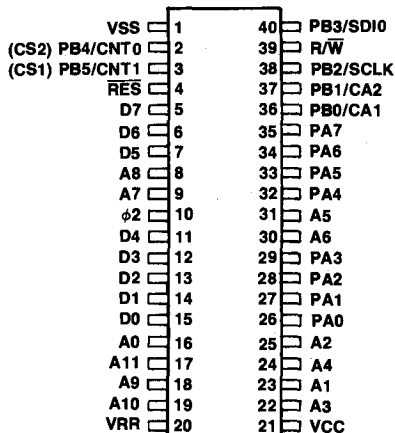 VSS 1 40 PB3/SDI0
(CS2) PB4/CNT0 2 39 R/W̅
(CS1) PB5/CNT1 3 38 PB2/SCLK
R̅E̅S̅ 4 37 PB1/CA2
D7 5 36 PB0/CA1
D6 6 35 PA7
D5 7 34 PA6
A8 8 33 PA5
A7 9 32 PA4
ϕ2 10 31 A5
D4 11 30 A6
D3 12 29 PA3
D2 13 28 PA2
D1 14 27 PA1
D0 15 26 PA0
A0 16 25 A2
A11 17 24 A4
A9 18 23 A1
A10 19 22 A3
VRR 20 21 VCC